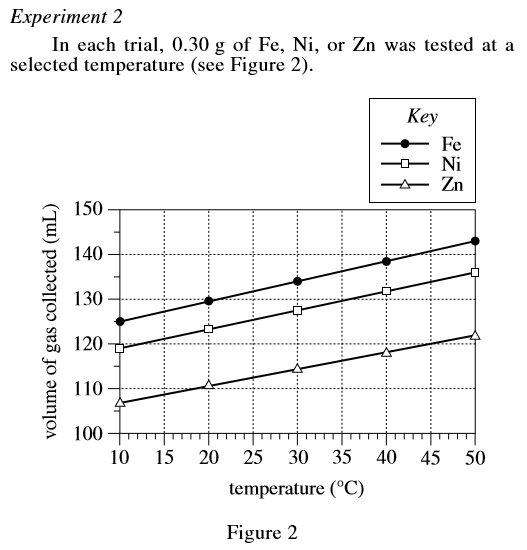 Experiment 2
In each trial, 0.30 g of Fe, Ni, or Zn was tested at a
selected temperature (see Figure 2).
Key
Fe
Ni
Zn
volume of gas collected (mL)
150
140
130
120
110
100
10 15 20 25 30 35 40 45 50
temperature (°C)
Figure 2